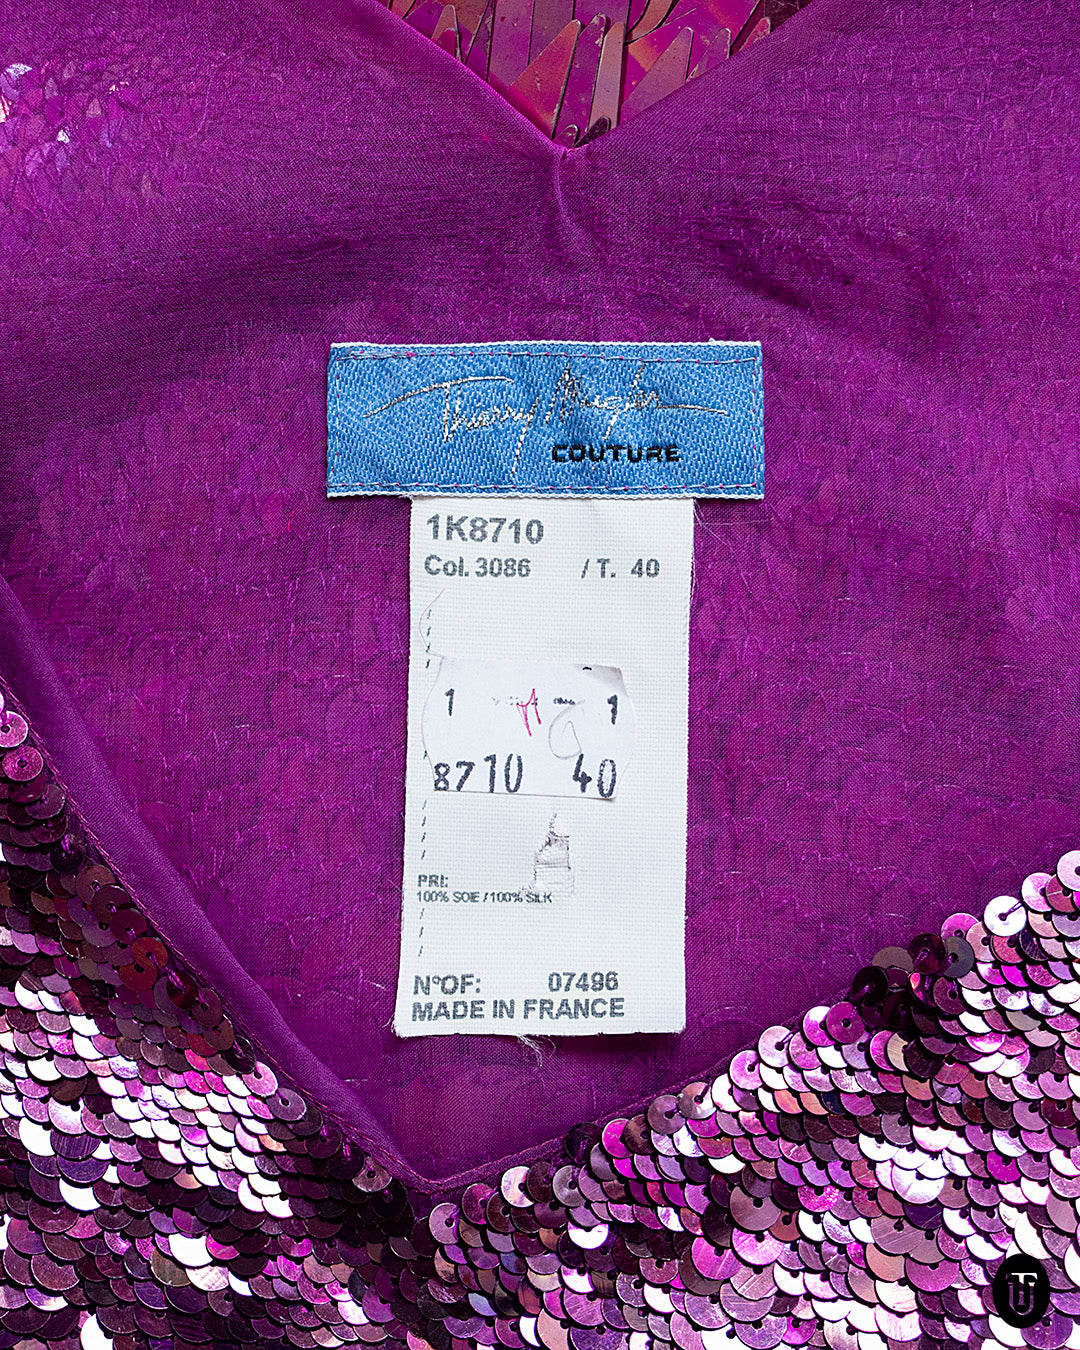 Thierry Mugler
COUTURE
1K8710
Col. 3086 / T. 40
1 1
8710 40
PRI:
100% SOIE / 100% SILK
N°OF: 07496
MADE IN FRANCE